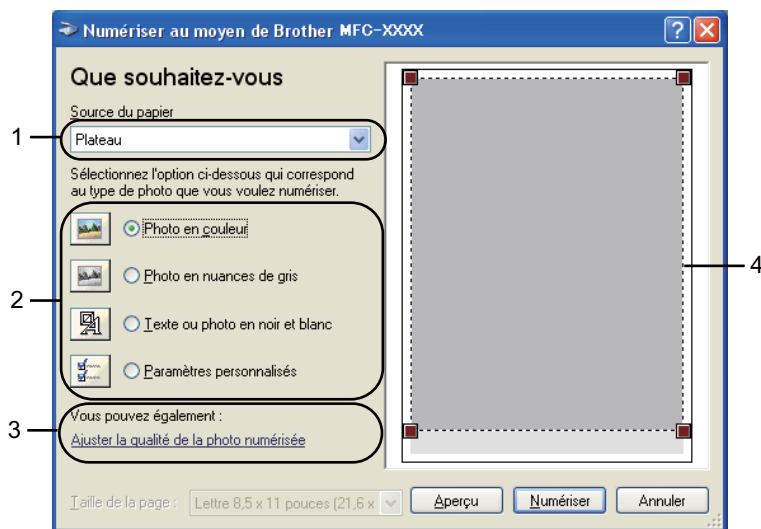 Numériser au moyen de Brother MFC-XXXX
Que souhaitez-vous
Source du papier
1
Plateau
Sélectionnez l'option ci-dessous qui correspond
au type de photo que vous voulez numériser.
Photo en couleur
Photo en nuances de gris
2
Texte ou photo en noir et blanc
Paramètres personnalisés
3
Vous pouvez également :
Ajuster la qualité de la photo numérisée
4
Taille de la page : Lettre 8,5 x 11 pouces (21,6 x
Aperçu Numériser Annuler